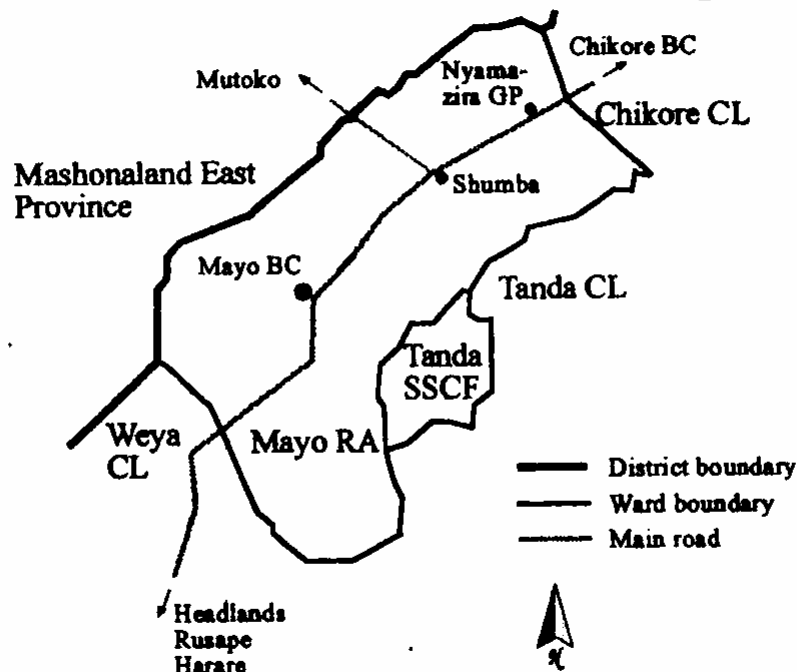 Chikore BC
Mutoko
Nyama-
zira GP
Chikore CL
Mashonaland East
Province
Shumba
Mayo BC
Tanda CL
Tanda
SSCF
Weya
CL
Mayo RA
District boundary
Ward boundary
Main road
Headlands
Rusape
Harare
N